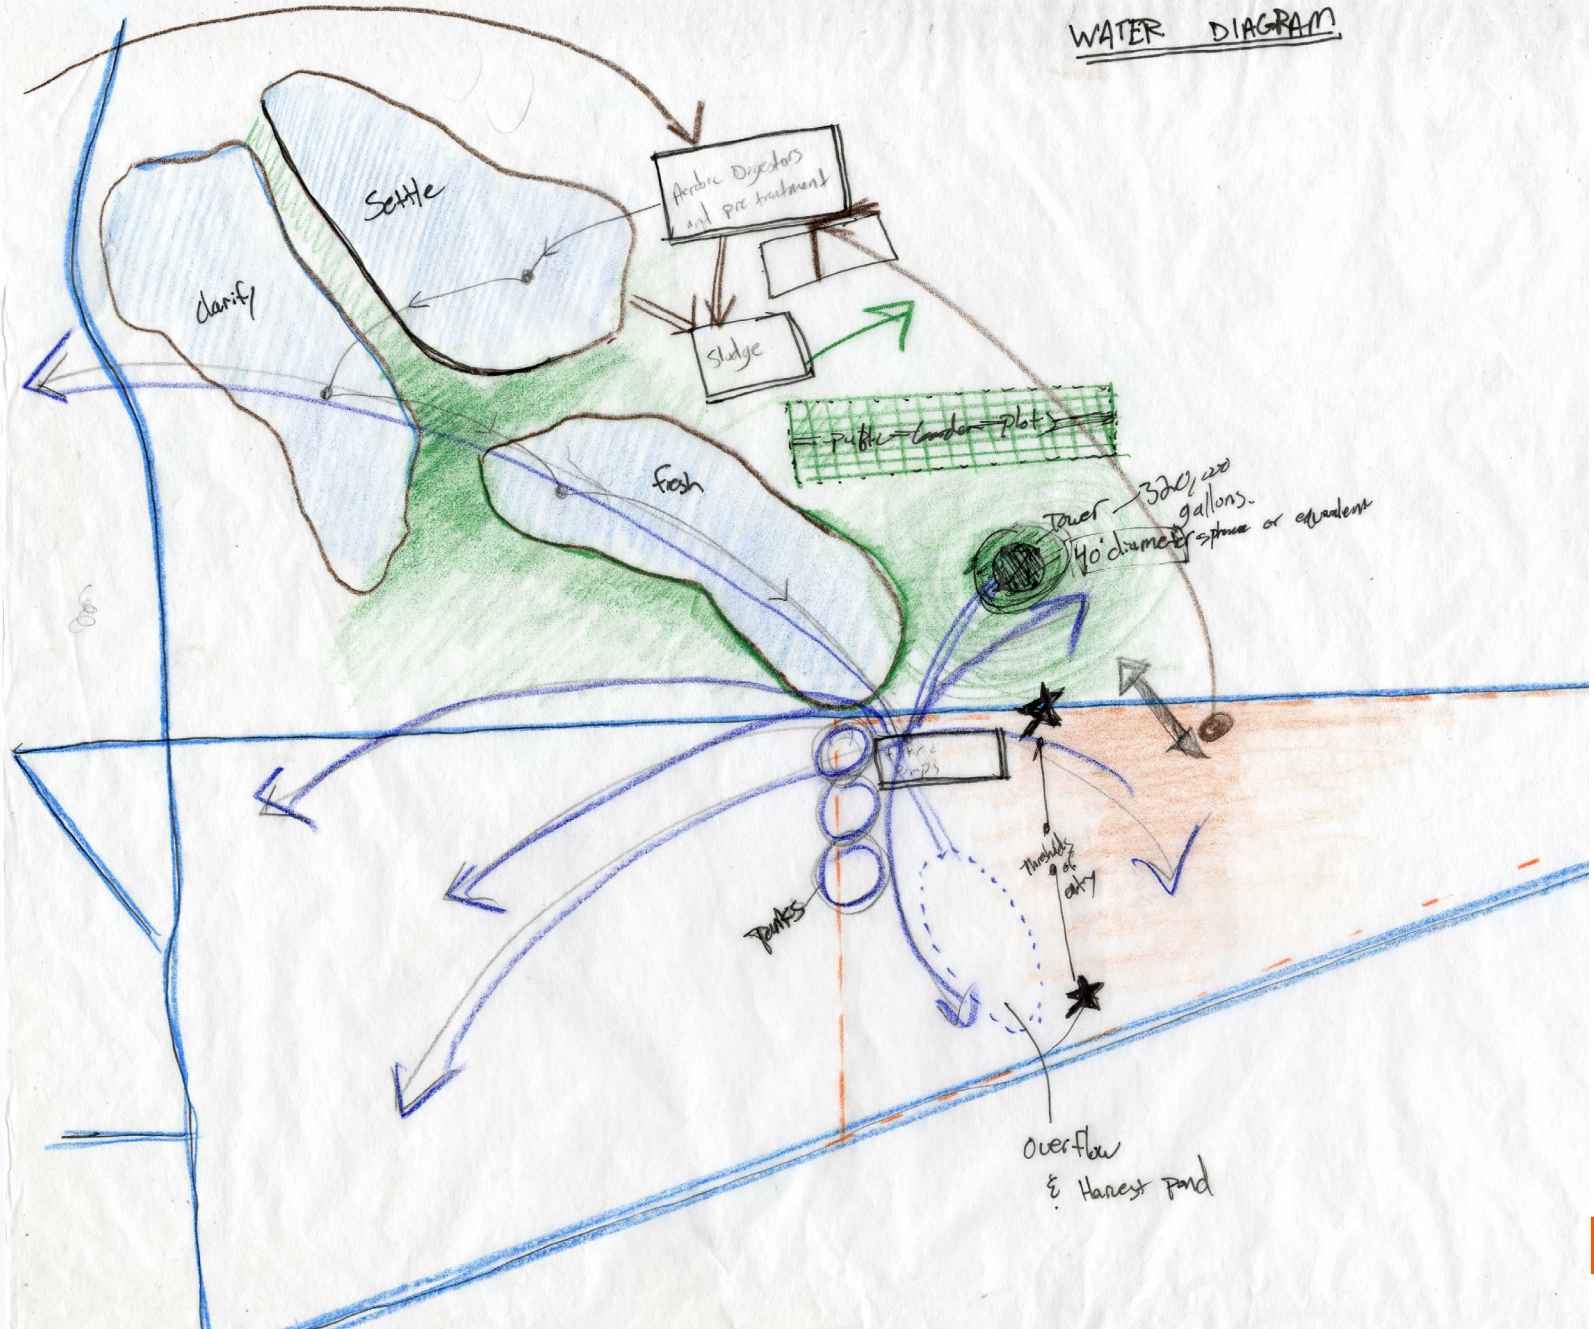 WATER DIAGRAM
Aerobic Digestors
and pre treatment
Settle
clarify
Sludge
fresh
public garden plots
Tower 320,000
gallons.
40' diameter sphere or equivalent
pumps
thresholds
of
entry
tanks
Overflow
& Harvest pond